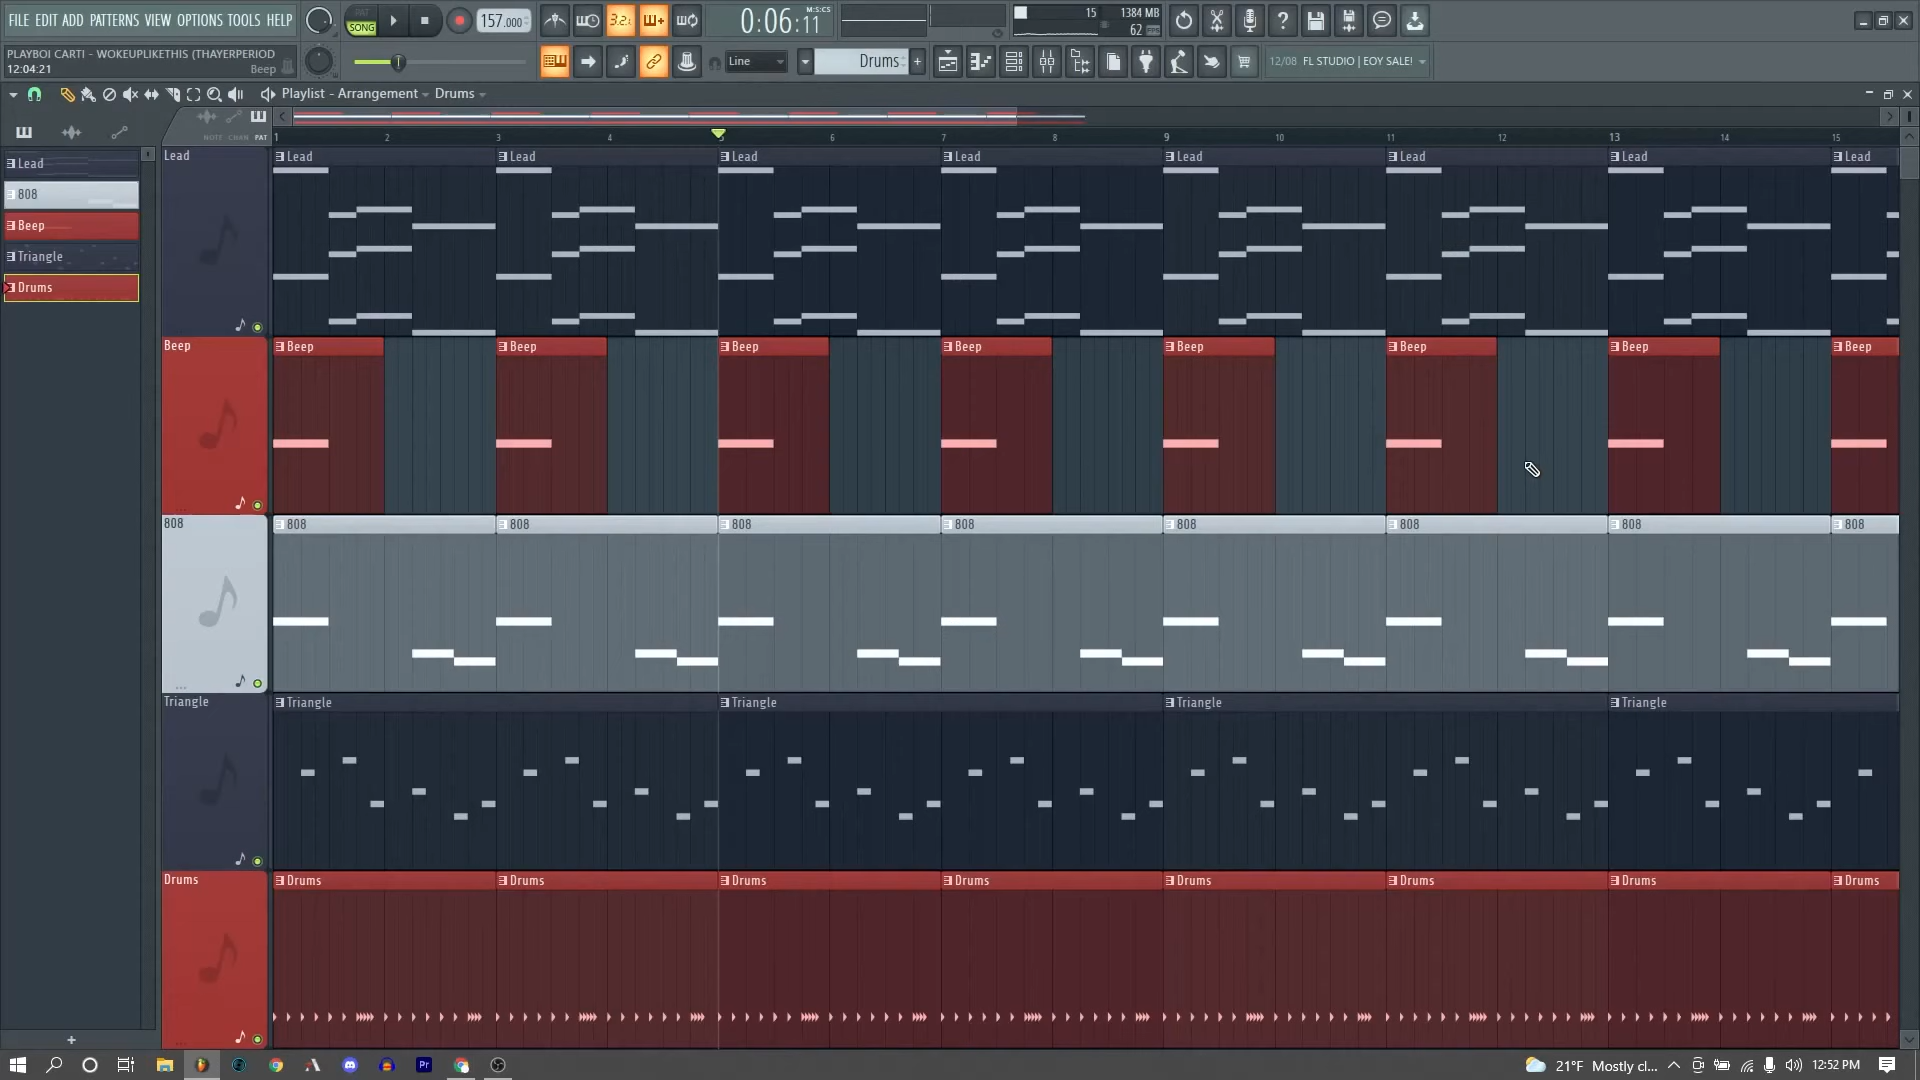 FILE EDIT ADD PATTERNS VIEW OPTIONS TOOLS HELP
PAT
SONG
157.000
3.2.
0:06:11
M:S:CS
15
1384 MB
62
PLAYBOI CARTI - WOKEUPLIKETHIS (THAYERPERIOD
12:04:21
Beep
Line
Drums
12/08 FL STUDIO | EOY SALE!
Playlist - Arrangement Drums
NOTE CHAN PAT
1 2 3 4 5 6 7 8 9 10 11 12 13 14 15
Lead
808
Beep
Triangle
Drums
Lead
Lead Lead Lead Lead Lead Lead Lead Lead
Beep
Beep Beep Beep Beep Beep Beep Beep Beep
808
808 808 808 808 808 808 808 808
Triangle
Triangle Triangle Triangle Triangle
Drums
Drums Drums Drums Drums Drums Drums Drums Drums
Pr
21°F Mostly cl...
12:52 PM